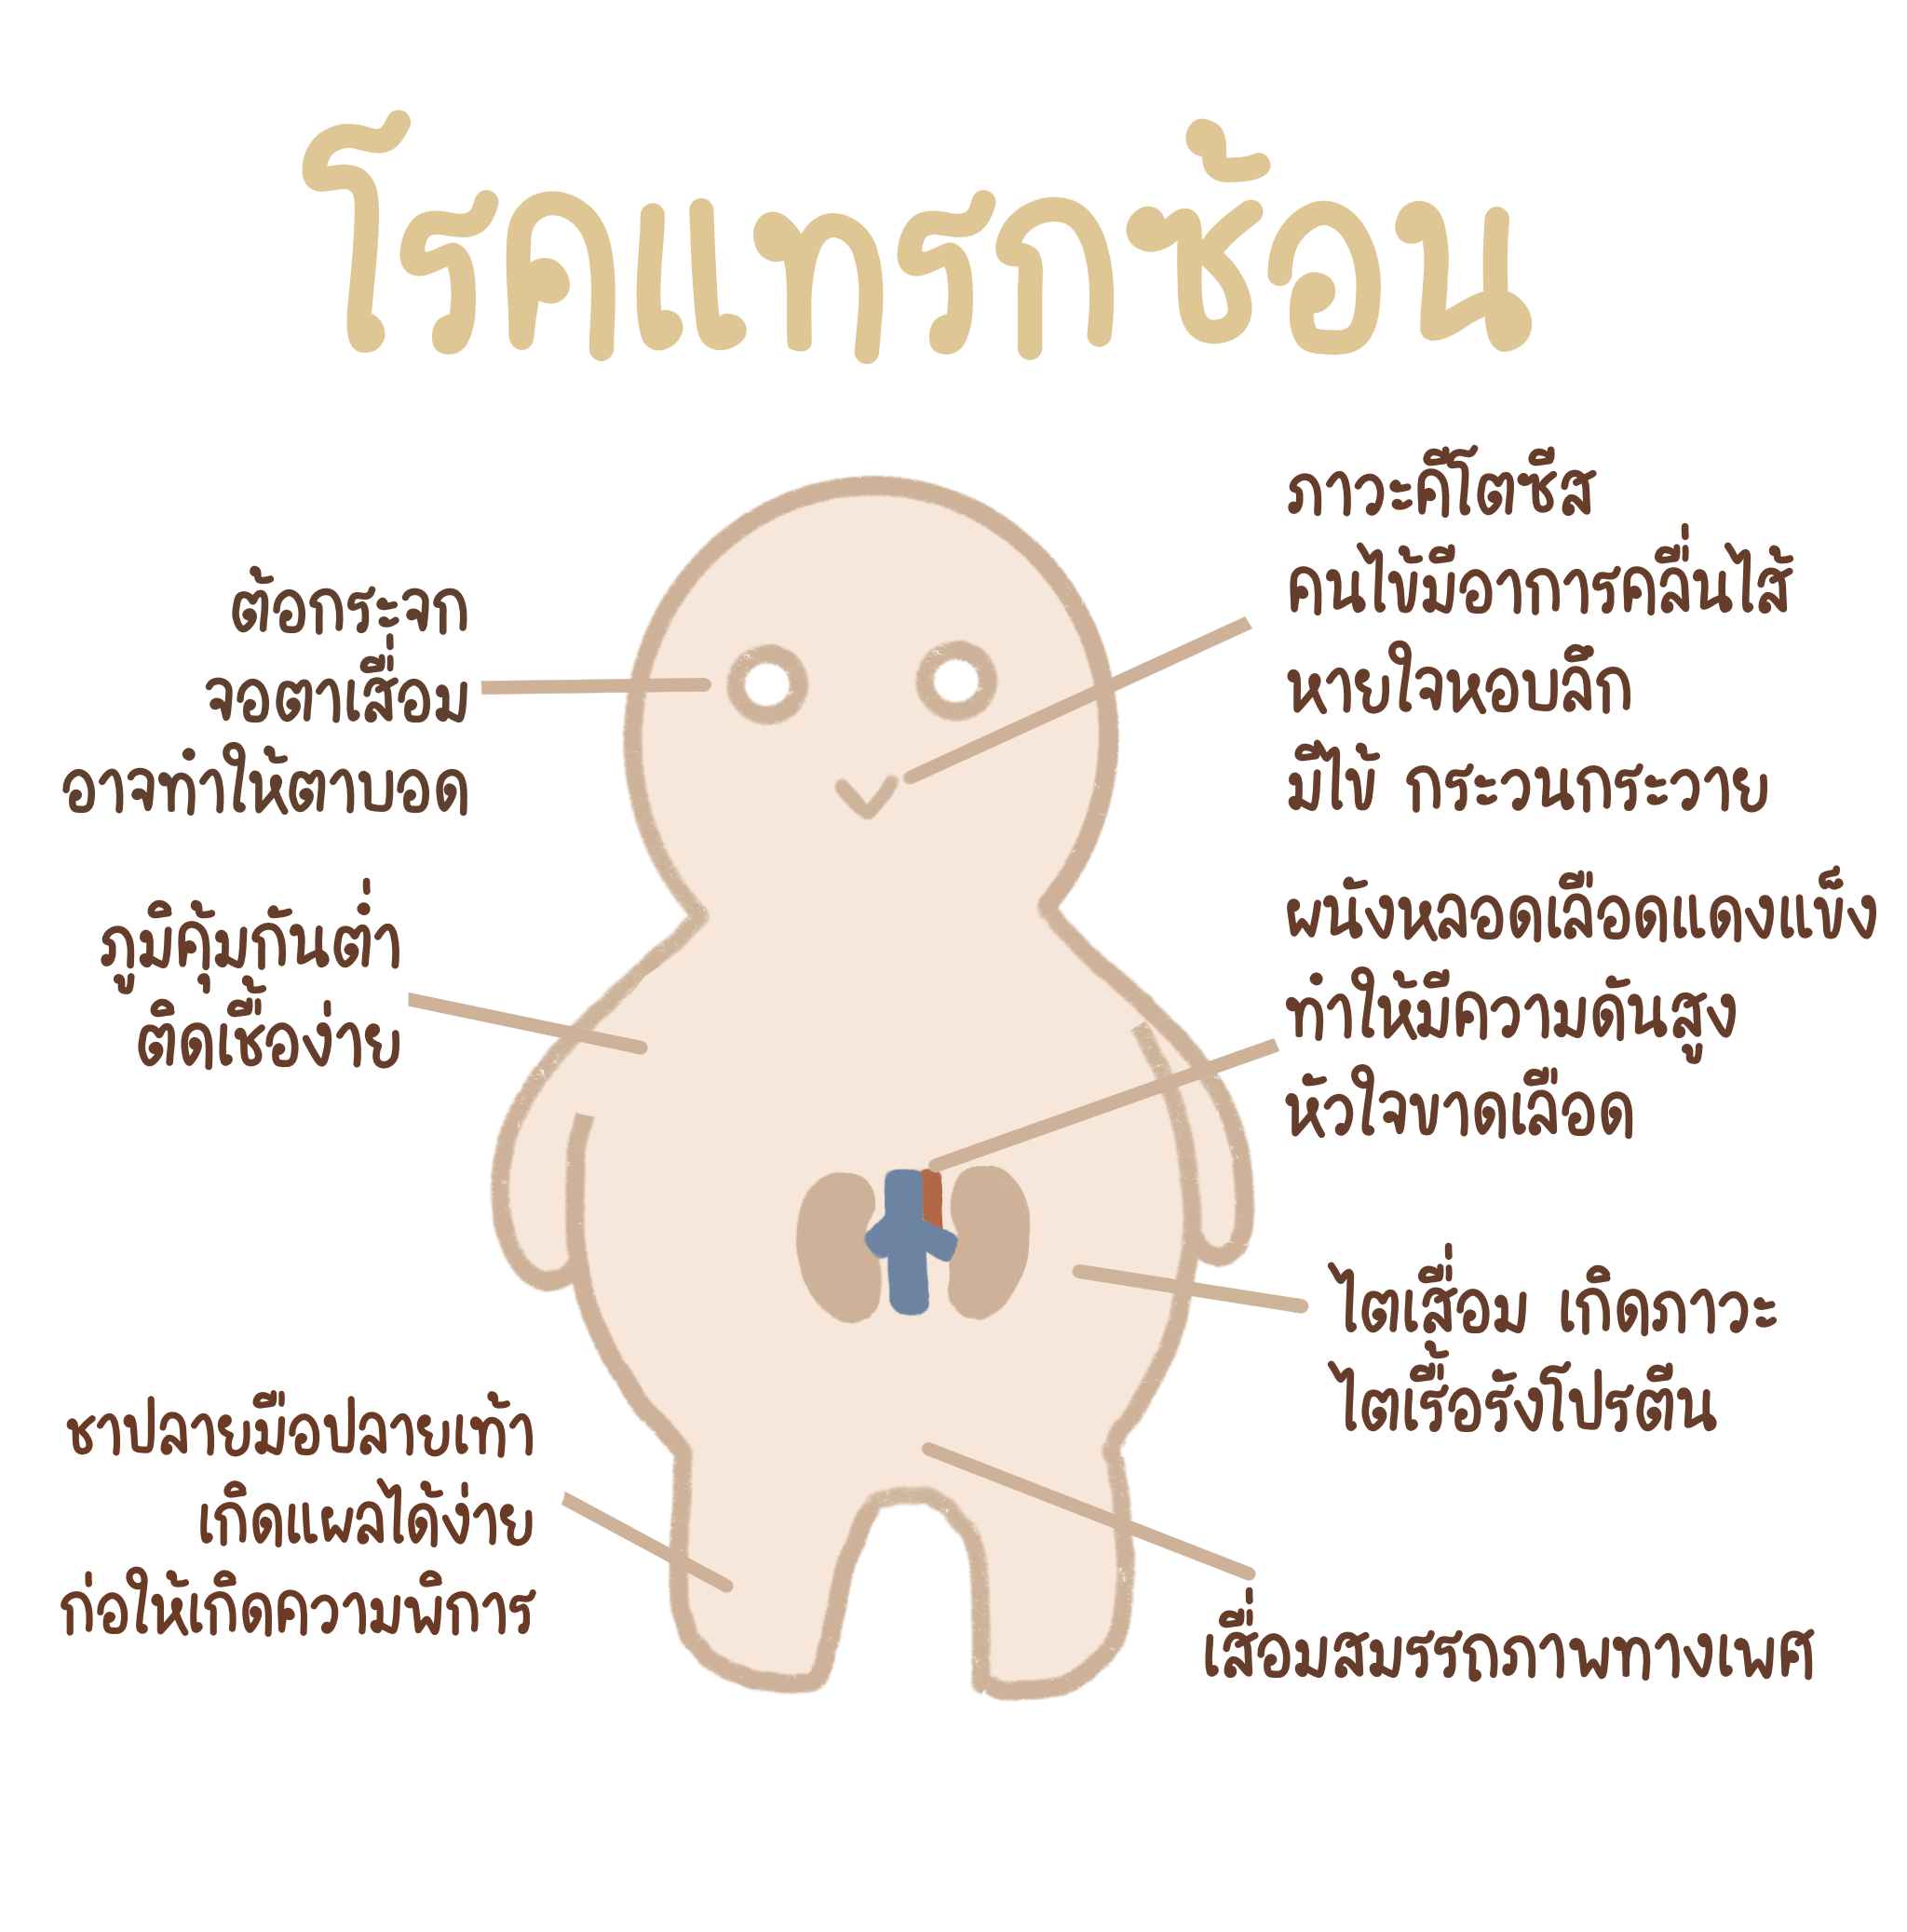 โรคแทรกซ้อน
ต้อกระจก
จอตาเสื่อม
อาจทำให้ตาบอด
ภูมิคุ้มกันต่ำ
ติดเชื้อง่าย
ชาปลายมือปลายเท้า
เกิดแผลได้ง่าย
ก่อให้เกิดความพิการ
ภาวะคีโตซีส
คนไข้มีอาการคลื่นไส้
หายใจหอบลึก
มีไข้ กระวนกระวาย
ผนังหลอดเลือดแดงแข็ง
ทำให้มีความดันสูง
หัวใจขาดเลือด
ไตเสื่อม เกิดภาวะ
ไตเรื้อรังโปรตีน
เสื่อมสมรรถภาพทางเพศ